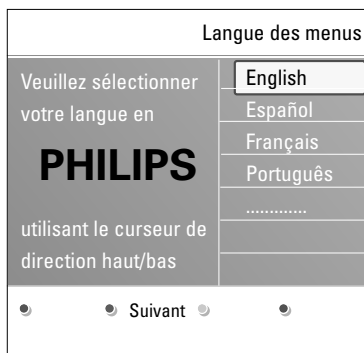 Langue des menus
Veuillez sélectionner
votre langue en
PHILIPS
utilisant le curseur de
direction haut/bas
English
Español
Français
Português
.............
Suivant